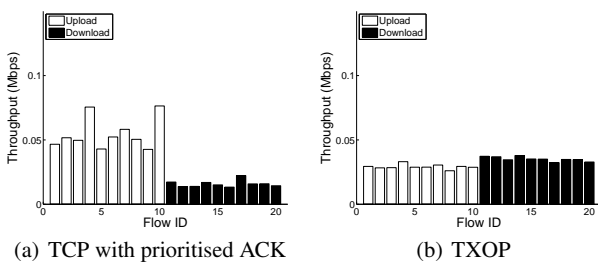 Upload
Download
Throughput (Mbps)
0.1
0.05
0
0 5 10 15 20
Flow ID
(a) TCP with prioritised ACK
Upload
Download
Throughput (Mbps)
0.1
0.05
0
0 5 10 15 20
Flow ID
(b) TXOP